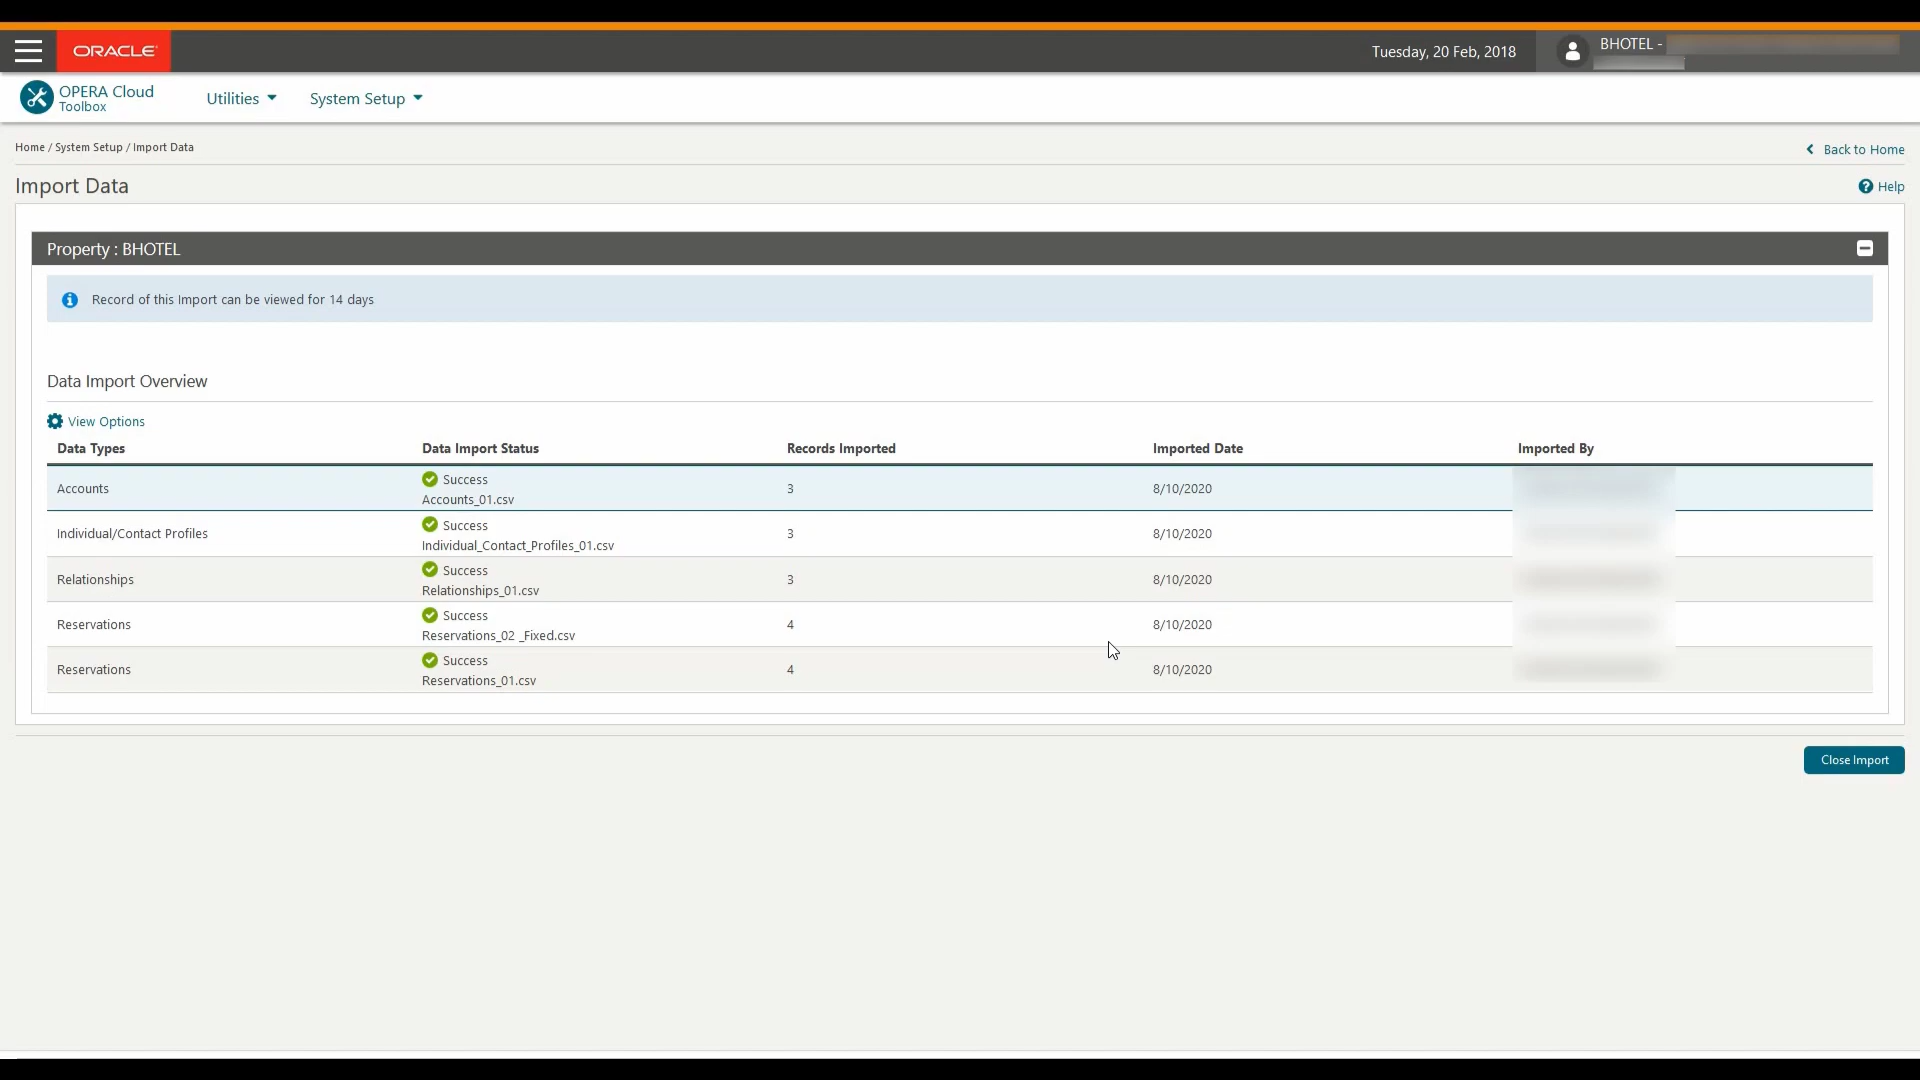 ORACLE
Tuesday, 20 Feb, 2018
BHOTEL -
OPERA Cloud
Toolbox
Utilities
System Setup
Home / System Setup / Import Data
Back to Home
Import Data
Help
Property : BHOTEL
Record of this Import can be viewed for 14 days
Data Import Overview
View Options
Data Types Data Import Status Records Imported Imported Date Imported By
Accounts Success 3 8/10/2020
Accounts_01.csv
Individual/Contact Profiles Success 3 8/10/2020
Individual_Contact_Profiles_01.csv
Relationships Success 3 8/10/2020
Relationships_01.csv
Reservations Success 4 8/10/2020
Reservations_02 _Fixed.csv
Reservations Success 4 8/10/2020
Reservations_01.csv
Close Import